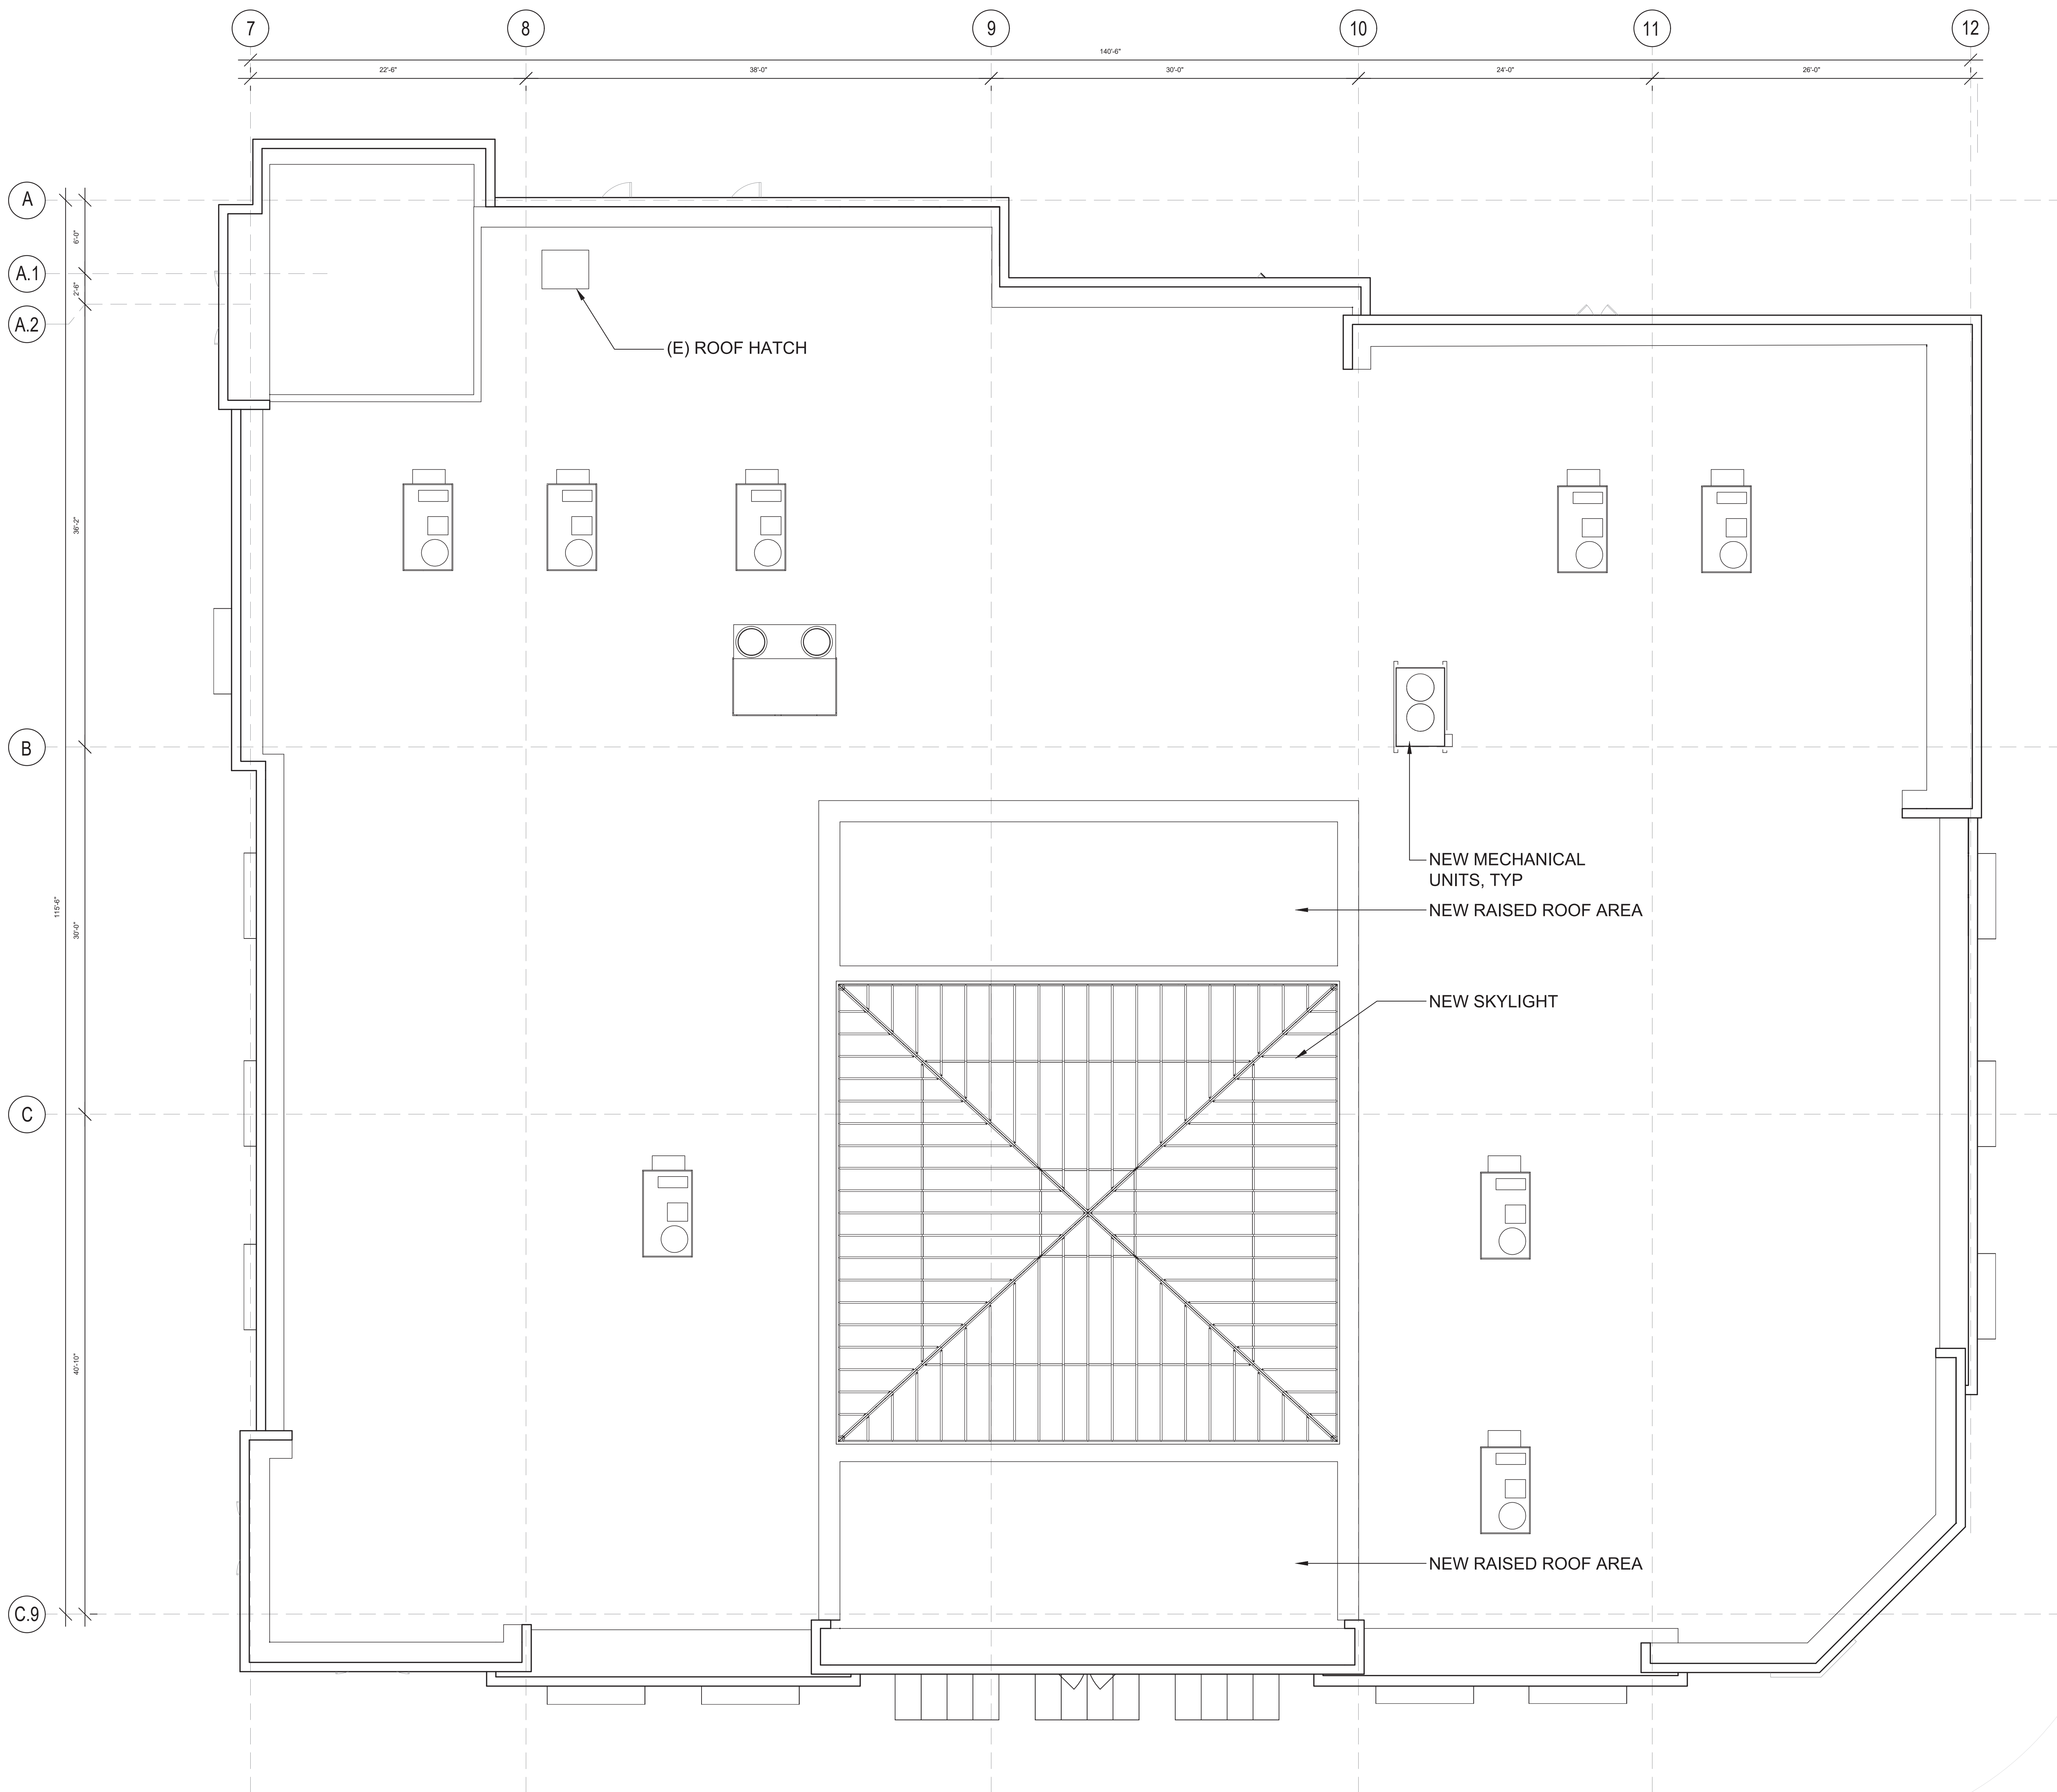 7 8 9 10 11 12
140'-6"
22'-6" 38'-0" 30'-0" 24'-0" 26'-0"
A
6'-0"
A.1
2'-6"
A.2
(E) ROOF HATCH
36'-2"
B
NEW MECHANICAL
UNITS, TYP
115'-6"
NEW RAISED ROOF AREA
30'-0"
NEW SKYLIGHT
C
40'-10"
NEW RAISED ROOF AREA
C.9